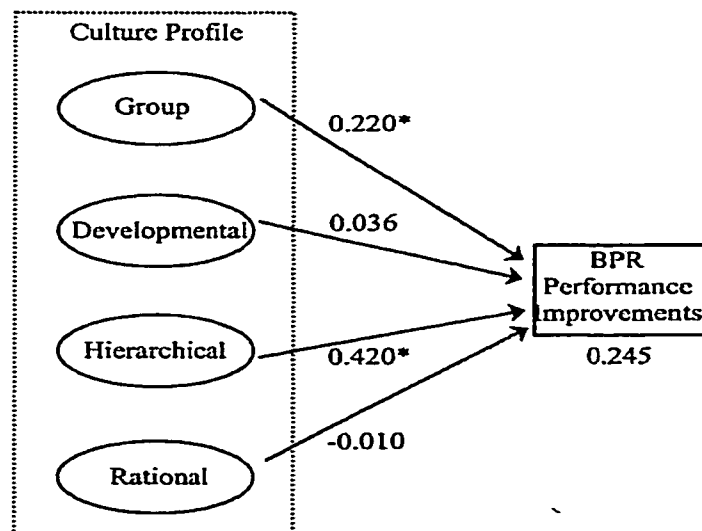 Culture Profile
Group
0.220*
Developmental
0.036
BPR
Performance
Improvements
Hierarchical
0.420*
0.245
-0.010
Rational